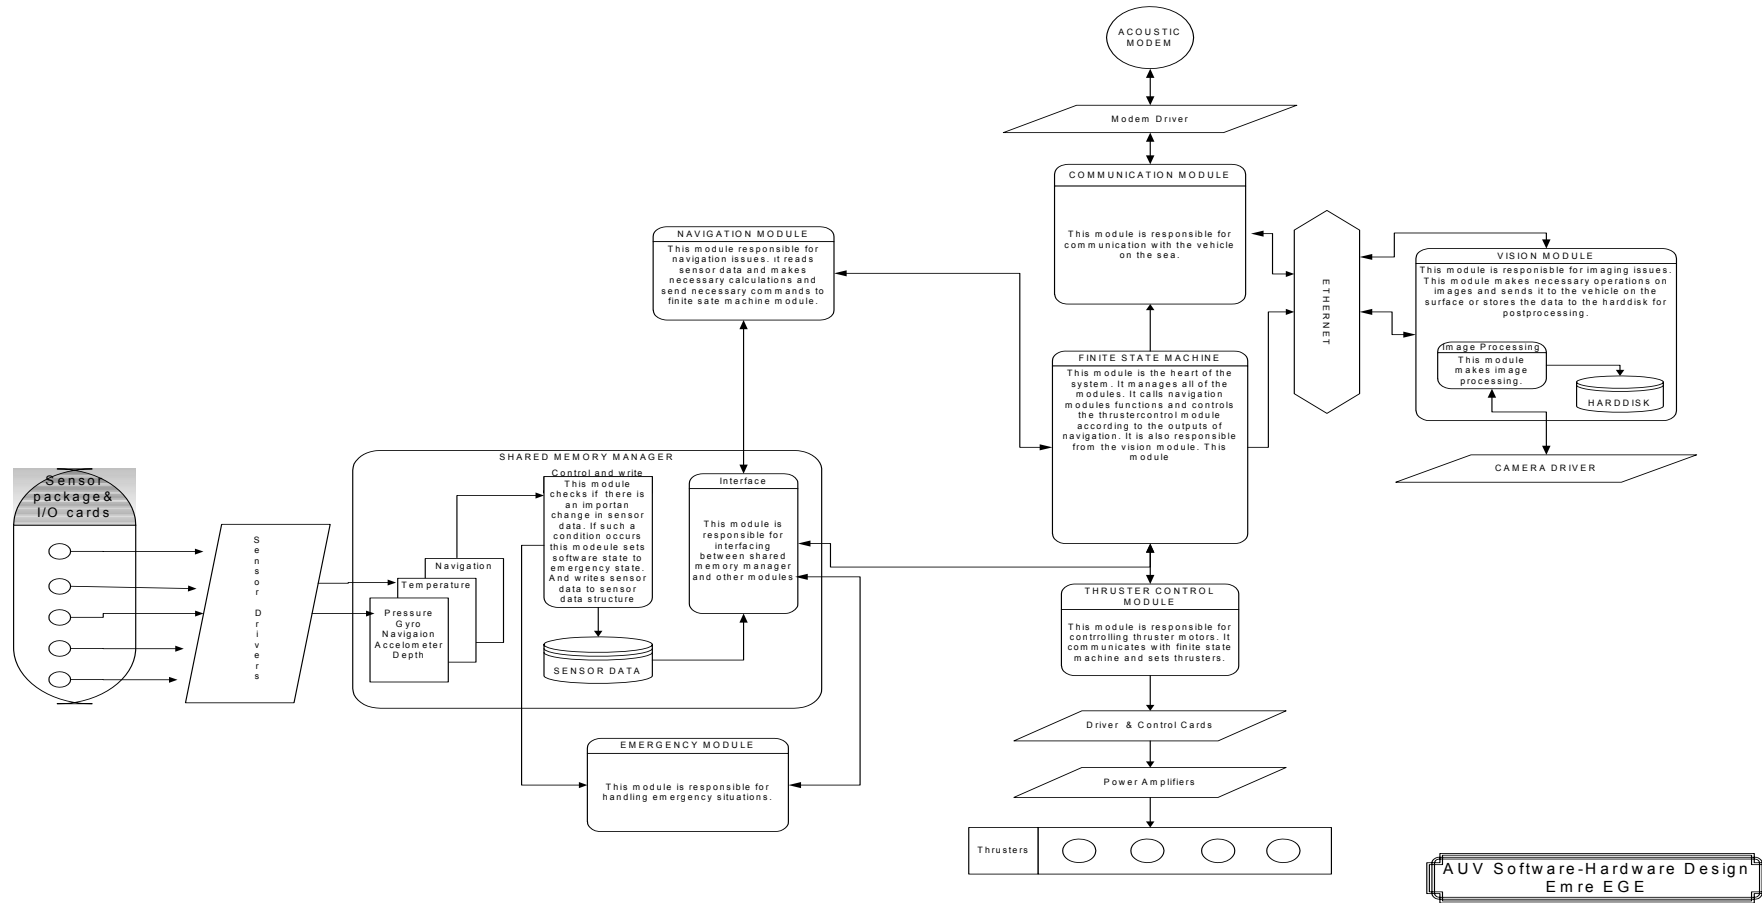 ACOUSTIC
MODEM
Modem Driver
COMMUNICATION MODULE
This module is responsible for
communication with the vehicle
on the sea.
NAVIGATION MODULE
This module responsible for
navigation issues. It reads
sensor data and makes
necessary calculations and
send necessary commands to
finite sate machine module.
ETHERNET
VISION MODULE
This module is responisble for imaging issues.
This module makes necessary operations on
images and sends it to the vehicle on the
surface or stores the data to the harddisk for
postprocessing.
Image Processing
This module
makes image
processing.
HARDDISK
CAMERA DRIVER
FINITE STATE MACHINE
This module is the heart of the
system. It manages all of the
modules. It calls navigation
modules functions and controls
the thrustercontrol module
according to the outputs of
navigation. It is also responsible
from the vision module. This
module
SHARED MEMORY MANAGER
Control and write
This module
checks if there is
an importan
change in sensor
data. If such a
condition occurs
this modeule sets
software state to
emergency state.
And writes sensor
data to sensor
data structure
Interface
This module is
responsible for
interfacing
between shared
memory manager
and other modules
Sensor
package&
I/O cards
Sensor Drivers
Navigation
Temperature
Pressure
Gyro
Navigaion
Accelometer
Depth
SENSOR DATA
THRUSTER CONTROL
MODULE
This module is responsible for
controlling thruster motors. It
communicates with finite state
machine and sets thrusters.
Driver & Control Cards
Power Amplifiers
Thrusters
EMERGENCY MODULE
This module is responsible for
handling emergency situations.
AUV Software-Hardware Design
Emre EGE